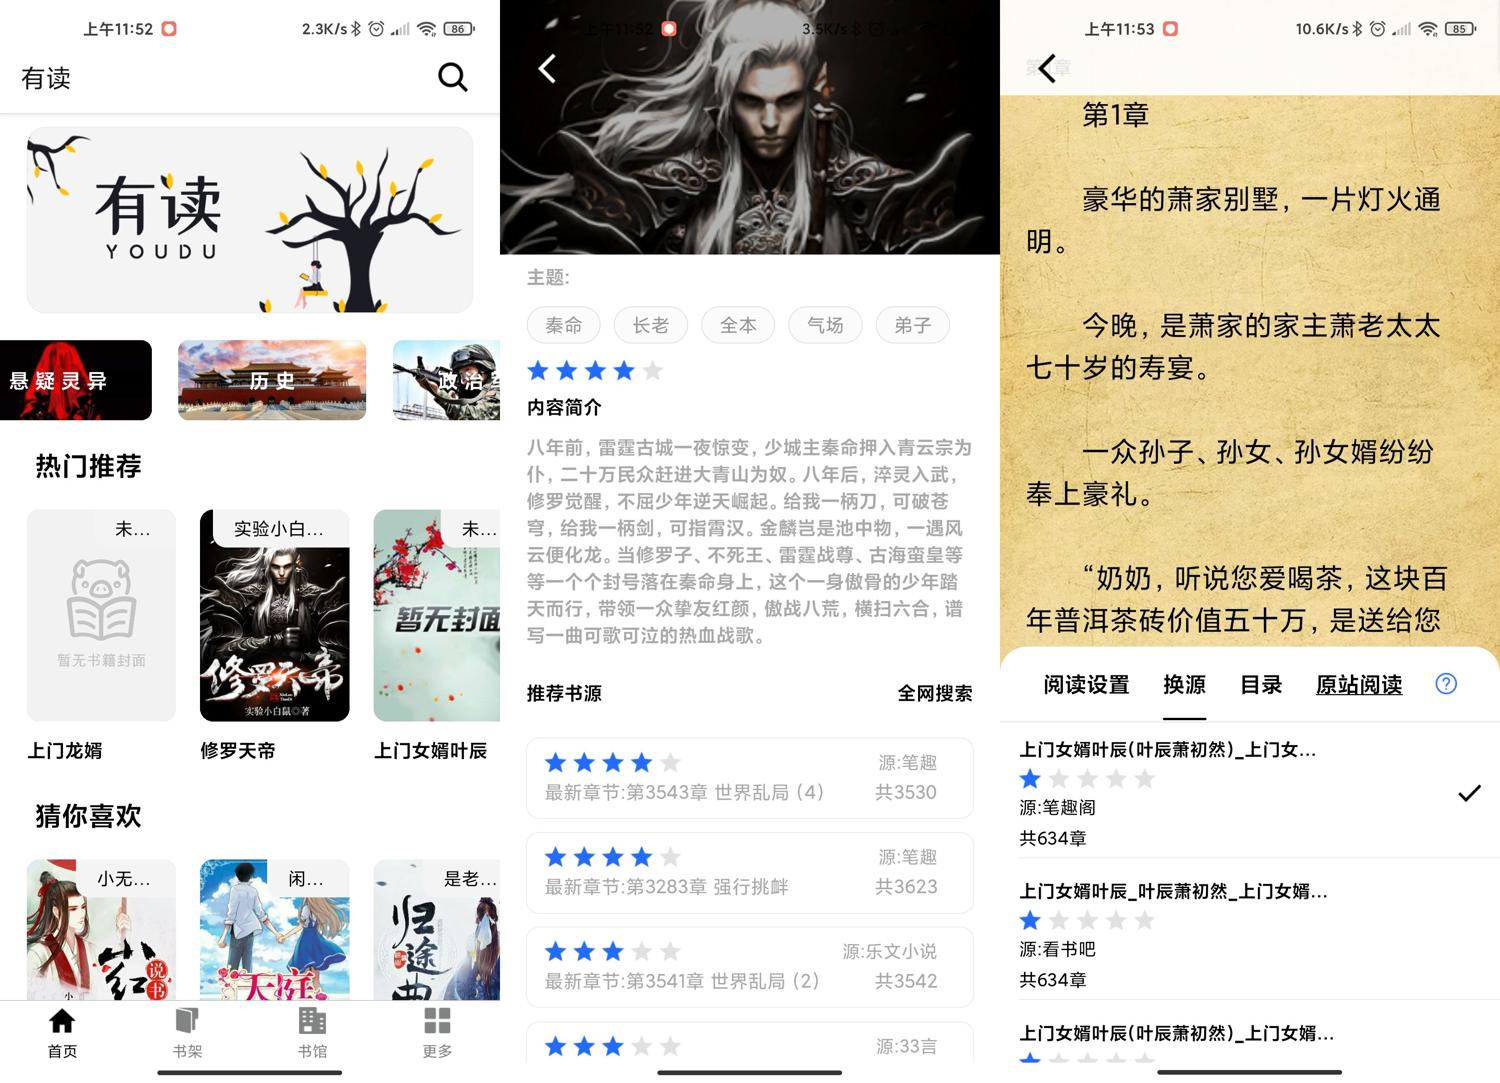 上午11:52
2.3K/s
86
有读
有读
YOUDU
悬疑灵异
历史
政治
热门推荐
未...
实验小白...
未...
暂无书籍封面
修罗天帝
实验小白鼠◎著
暂无封面
上门龙婿
修罗天帝
上门女婿叶辰
猜你喜欢
小无...
闲...
是老...
说书
天庭
归途
首页
书架
书馆
更多
上午11:52
3.5K/s
主题:
秦命
长老
全本
气场
弟子
内容简介
八年前，雷霆古城一夜惊变，少城主秦命押入青云宗为
仆，二十万民众赶进大青山为奴。八年后，淬灵入武，
修罗觉醒，不屈少年逆天崛起。给我一柄刀，可破苍
穹，给我一柄剑，可指霄汉。金麟岂是池中物，一遇风
云便化龙。当修罗子、不死王、雷霆战尊、古海蛮皇等
等一个个封号落在秦命身上，这个一身傲骨的少年踏
天而行，带领一众挚友红颜，傲战八荒，横扫六合，谱
写一曲可歌可泣的热血战歌。
推荐书源
全网搜索
源:笔趣
最新章节:第3543章 世界乱局（4）
共3530
源:笔趣
最新章节:第3283章 强行挑衅
共3623
源:乐文小说
最新章节:第3541章 世界乱局（2）
共3542
源:33言
上午11:53
10.6K/s
85
第1章
第1章
豪华的萧家别墅，一片灯火通
明。
今晚，是萧家的家主萧老太太
七十岁的寿宴。
一众孙子、孙女、孙女婿纷纷
奉上豪礼。
“奶奶，听说您爱喝茶，这块百
年普洱茶砖价值五十万，是送给您
阅读设置
换源
目录
原站阅读
?
上门女婿叶辰(叶辰萧初然)_上门女...
源:笔趣阁
共634章
上门女婿叶辰_叶辰萧初然_上门女婿...
源:看书吧
共634章
上门女婿叶辰(叶辰萧初然)_上门女婿...